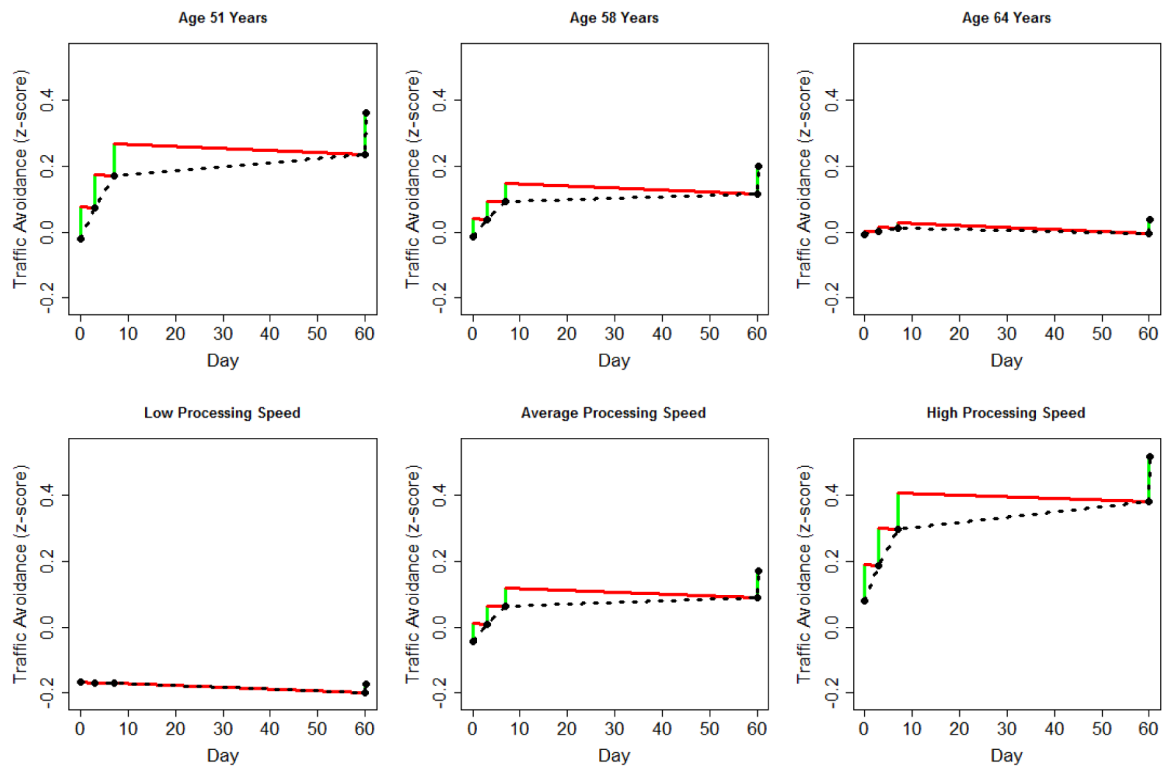 Age 51 Years
Traffic Avoidance (z-score)
0.4
0.2
0.0
-0.2
0 10 20 30 40 50 60
Day
Age 58 Years
Traffic Avoidance (z-score)
0.4
0.2
0.0
-0.2
0 10 20 30 40 50 60
Day
Age 64 Years
Traffic Avoidance (z-score)
0.4
0.2
0.0
-0.2
0 10 20 30 40 50 60
Day
Low Processing Speed
Traffic Avoidance (z-score)
0.4
0.2
0.0
-0.2
0 10 20 30 40 50 60
Day
Average Processing Speed
Traffic Avoidance (z-score)
0.4
0.2
0.0
-0.2
0 10 20 30 40 50 60
Day
High Processing Speed
Traffic Avoidance (z-score)
0.4
0.2
0.0
-0.2
0 10 20 30 40 50 60
Day